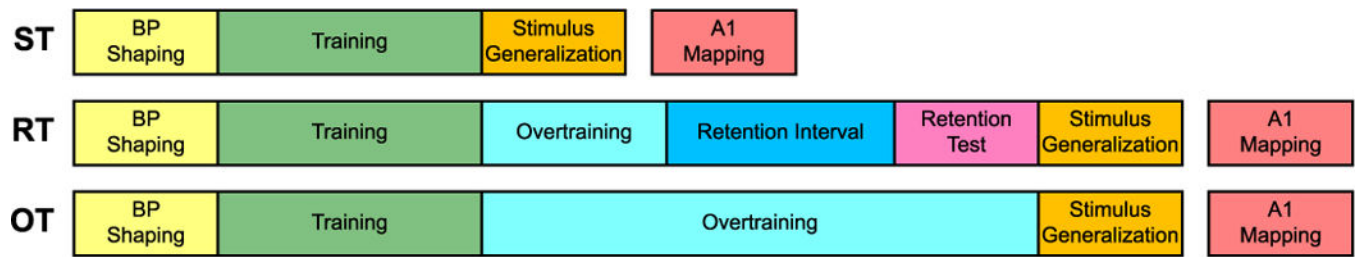 ST BP Shaping Training Stimulus Generalization A1 Mapping
RT BP Shaping Training Overtraining Retention Interval Retention Test Stimulus Generalization A1 Mapping
OT BP Shaping Training Overtraining Stimulus Generalization A1 Mapping